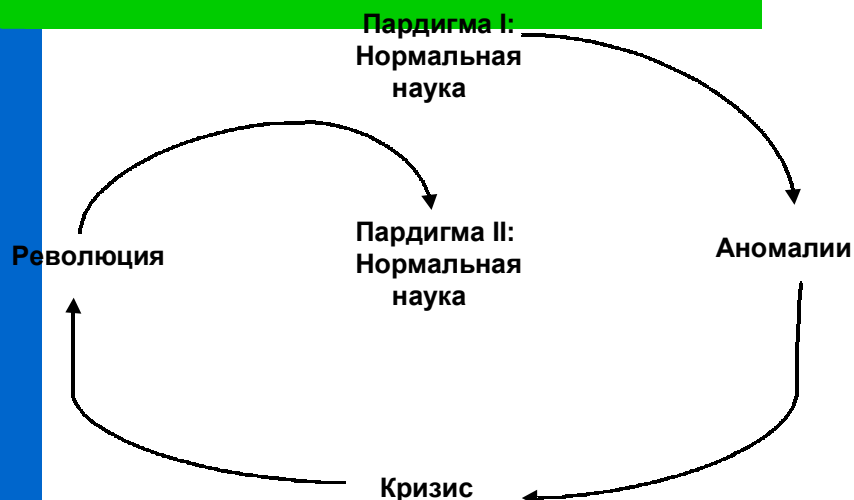 Пардигма I:
Нормальная
наука
Пардигма II:
Нормальная
наука
Революция
Аномалии
Кризис